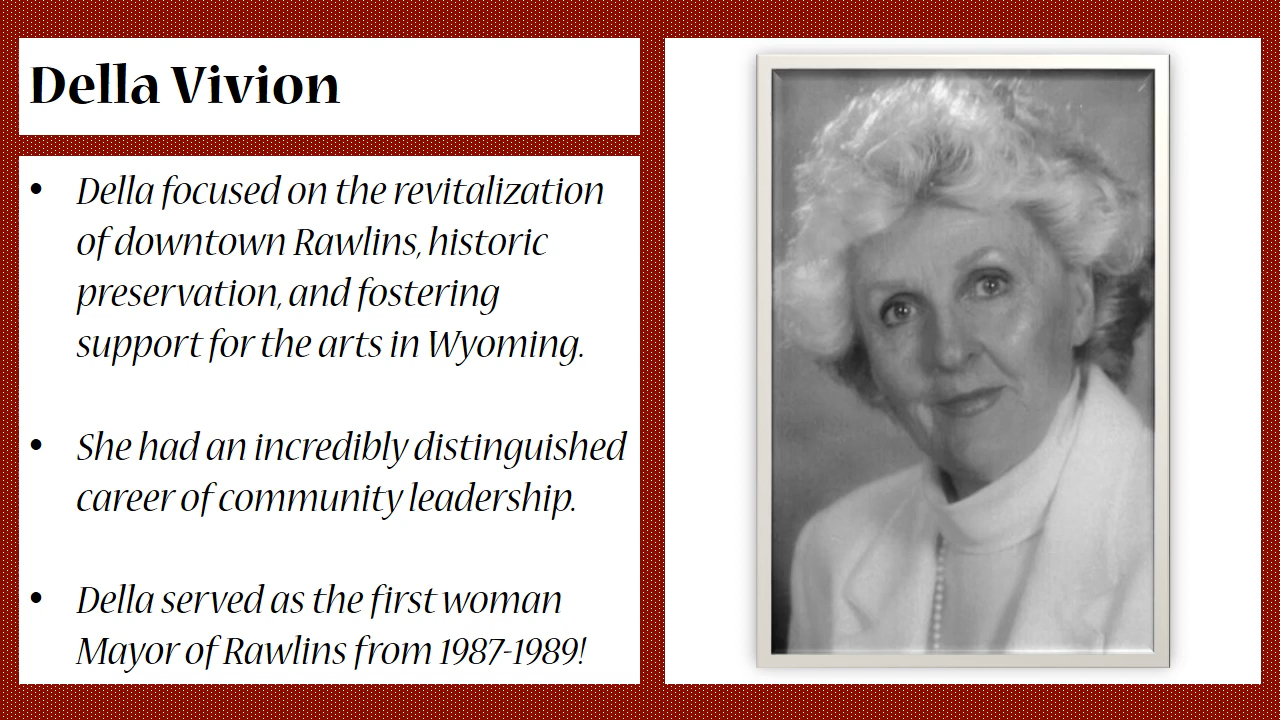 Della Vivion
• Della focused on the revitalization
of downtown Rawlins, historic
preservation, and fostering
support for the arts in Wyoming.
• She had an incredibly distinguished
career of community leadership.
• Della served as the first woman
Mayor of Rawlins from 1987-1989!